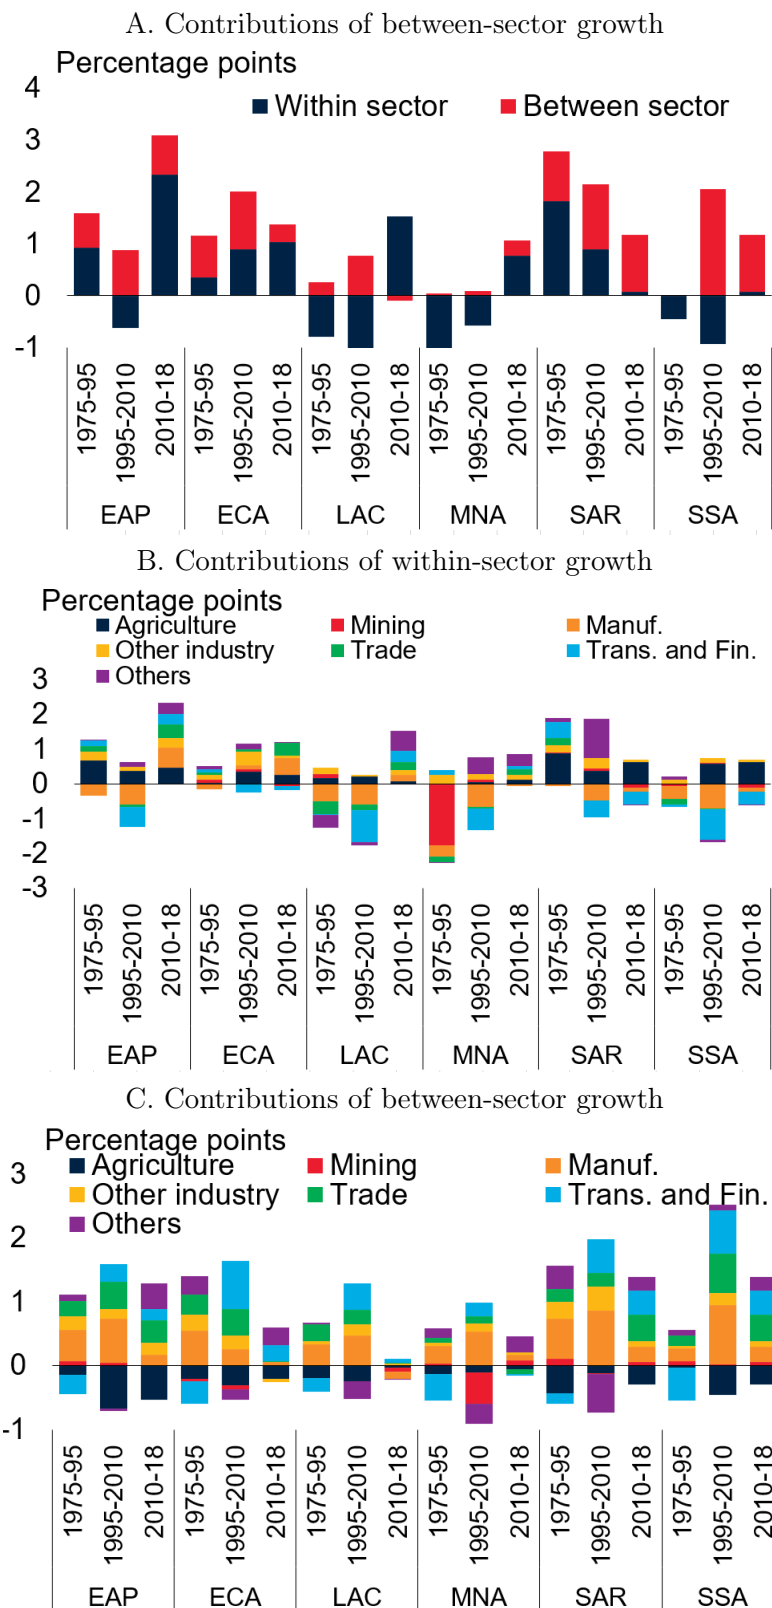 A. Contributions of between-sector growth
Percentage points
4
Within sector Between sector
3
2
1
0
-1
1975-95 1995-2010 2010-18 1975-95 1995-2010 2010-18 1975-95 1995-2010 2010-18 1975-95 1995-2010 2010-18 1975-95 1995-2010 2010-18 1975-95 1995-2010 2010-18
EAP ECA LAC MNA SAR SSA
B. Contributions of within-sector growth
Percentage points
Agriculture Mining Manuf.
Other industry Trade Trans. and Fin.
Others
3
2
1
0
-1
-2
-3
1975-95 1995-2010 2010-18 1975-95 1995-2010 2010-18 1975-95 1995-2010 2010-18 1975-95 1995-2010 2010-18 1975-95 1995-2010 2010-18 1975-95 1995-2010 2010-18
EAP ECA LAC MNA SAR SSA
C. Contributions of between-sector growth
Percentage points
3
Agriculture Mining Manuf.
Other industry Trade Trans. and Fin.
Others
2
1
0
-1
1975-95 1995-2010 2010-18 1975-95 1995-2010 2010-18 1975-95 1995-2010 2010-18 1975-95 1995-2010 2010-18 1975-95 1995-2010 2010-18 1975-95 1995-2010 2010-18
EAP ECA LAC MNA SAR SSA